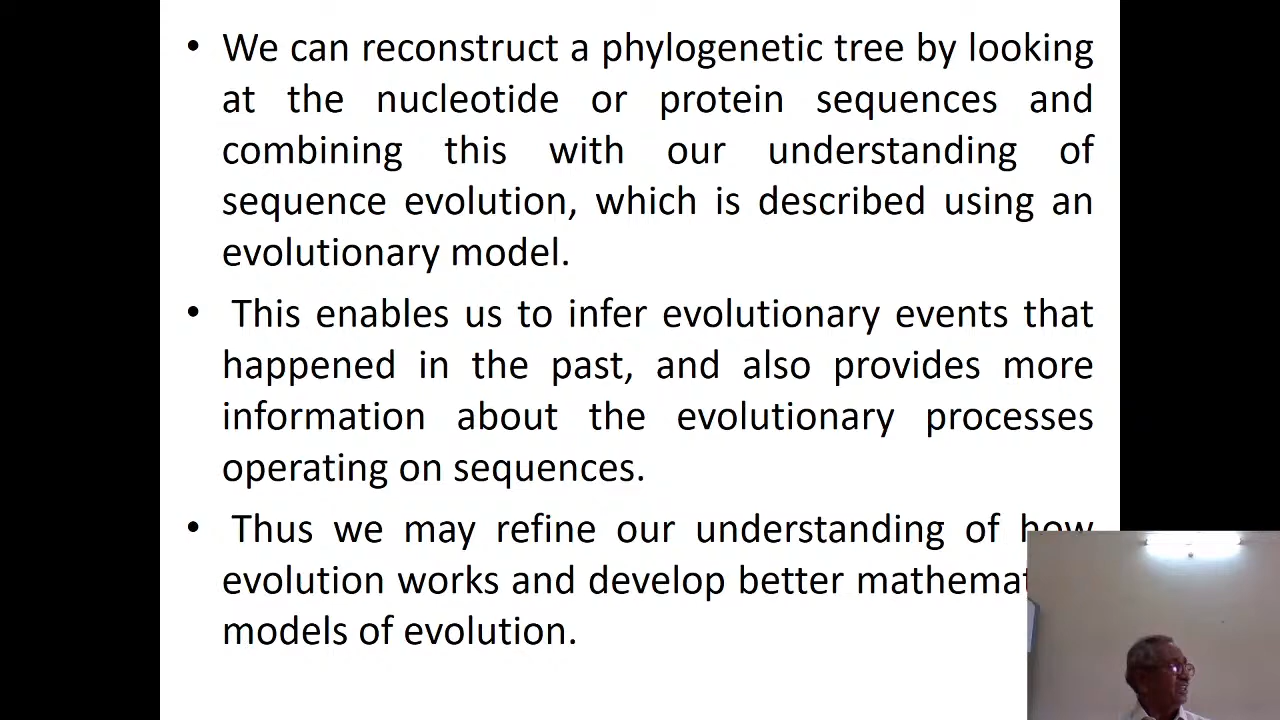 • We can reconstruct a phylogenetic tree by looking
at the nucleotide or protein sequences and
combining this with our understanding of
sequence evolution, which is described using an
evolutionary model.
• This enables us to infer evolutionary events that
happened in the past, and also provides more
information about the evolutionary processes
operating on sequences.
• Thus we may refine our understanding of how
evolution works and develop better mathemat
models of evolution.